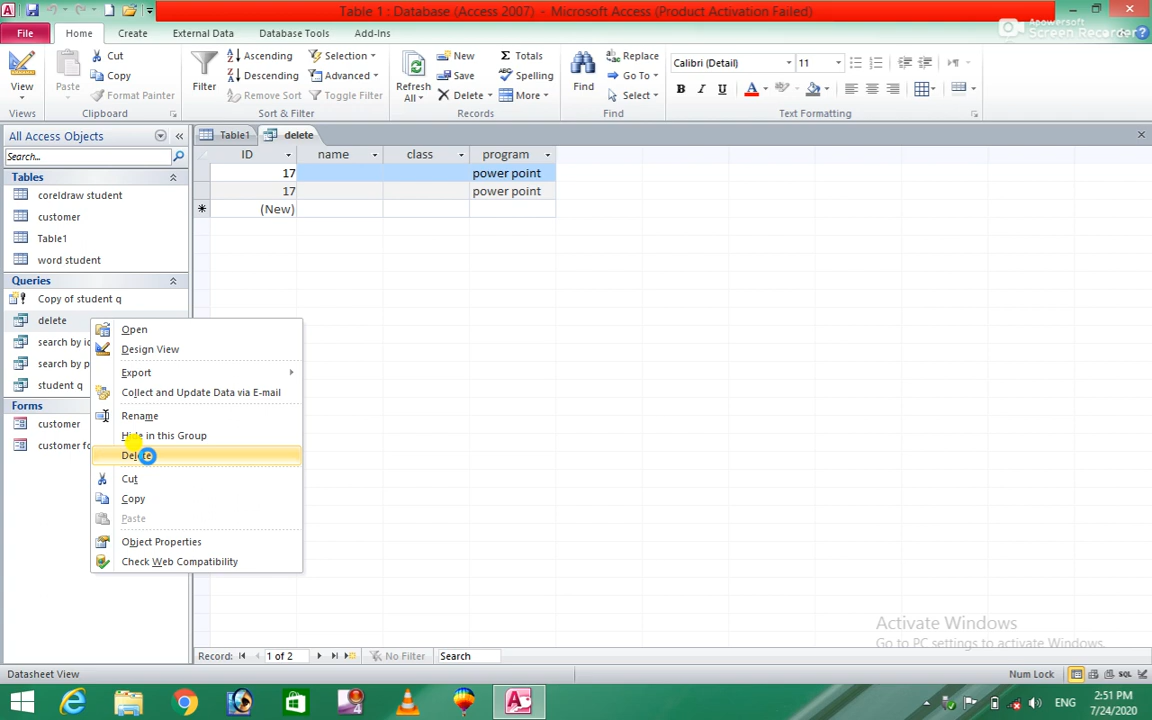 Table 1 : Database (Access 2007)  -  Microsoft Access (Product Activation Failed)
Apowersoft
Screen Recorder
File
Home
Create
External Data
Database Tools
Add-Ins
View
Views
Paste
Cut
Copy
Format Painter
Clipboard
Filter
Ascending
Descending
Remove Sort
Selection
Advanced
Toggle Filter
Sort & Filter
Refresh All
New
Save
Delete
Totals
Spelling
More
Records
Find
Replace
Go To
Select
Find
Calibri (Detail)
11
B I U
Text Formatting
All Access Objects
Search...
Tables
coreldraw student
customer
Table1
word student
Queries
Copy of student q
delete
search by
search by p
student q
Forms
customer
customer fo
Table1
delete
ID name class program
17 power point
17 power point
(New)
Open
Design View
Export
Collect and Update Data via E-mail
Rename
Hide in this Group
Delete
Cut
Copy
Paste
Object Properties
Check Web Compatibility
Activate Windows
Go to PC settings to activate Windows.
Record: 1 of 2 No Filter Search
Datasheet View
Num Lock
SQL
ENG
2:51 PM
7/24/2020